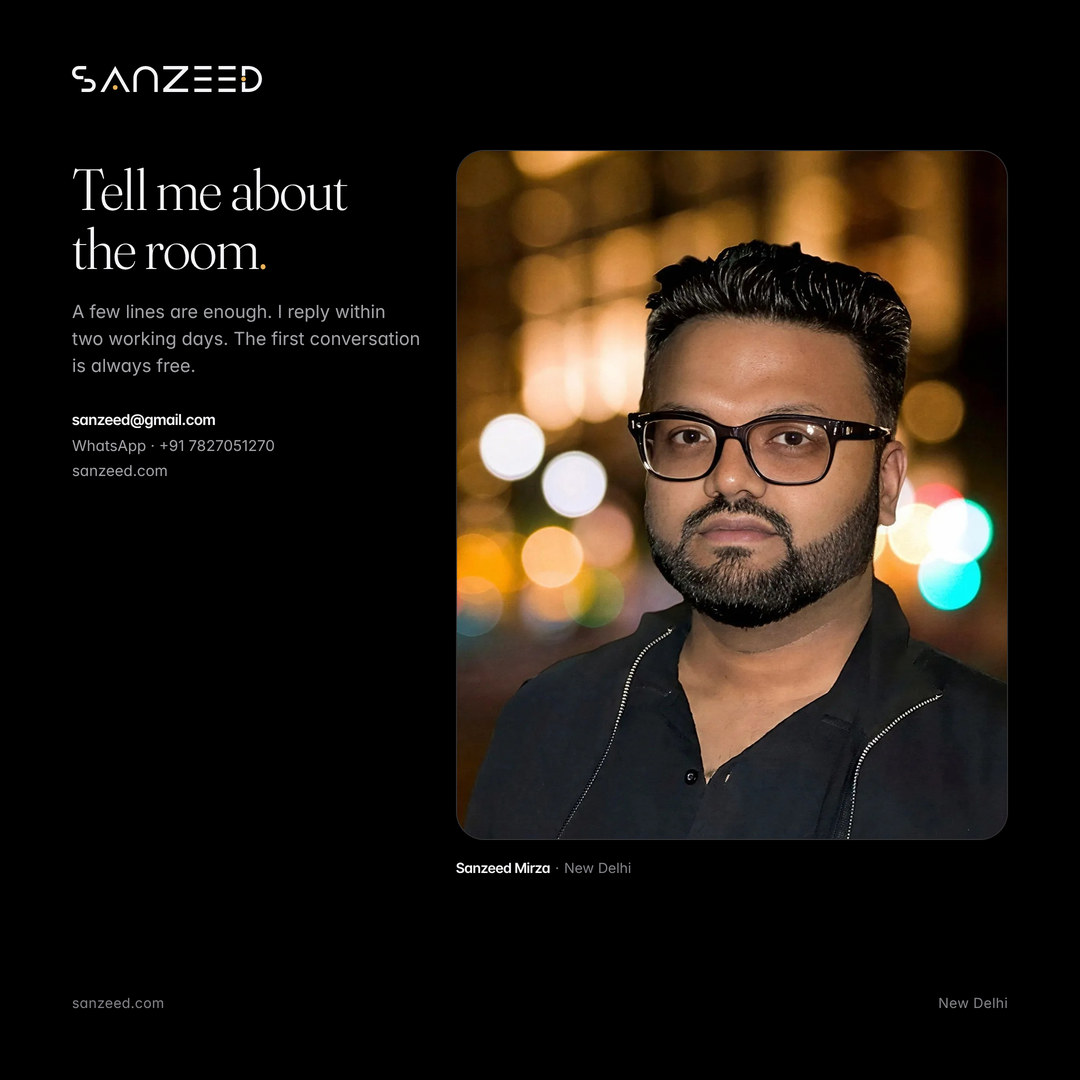 SANZEED
Tell me about
the room.
A few lines are enough. I reply within
two working days. The first conversation
is always free.
sanzeed@gmail.com
WhatsApp · +91 7827051270
sanzeed.com
Sanzeed Mirza · New Delhi
sanzeed.com
New Delhi